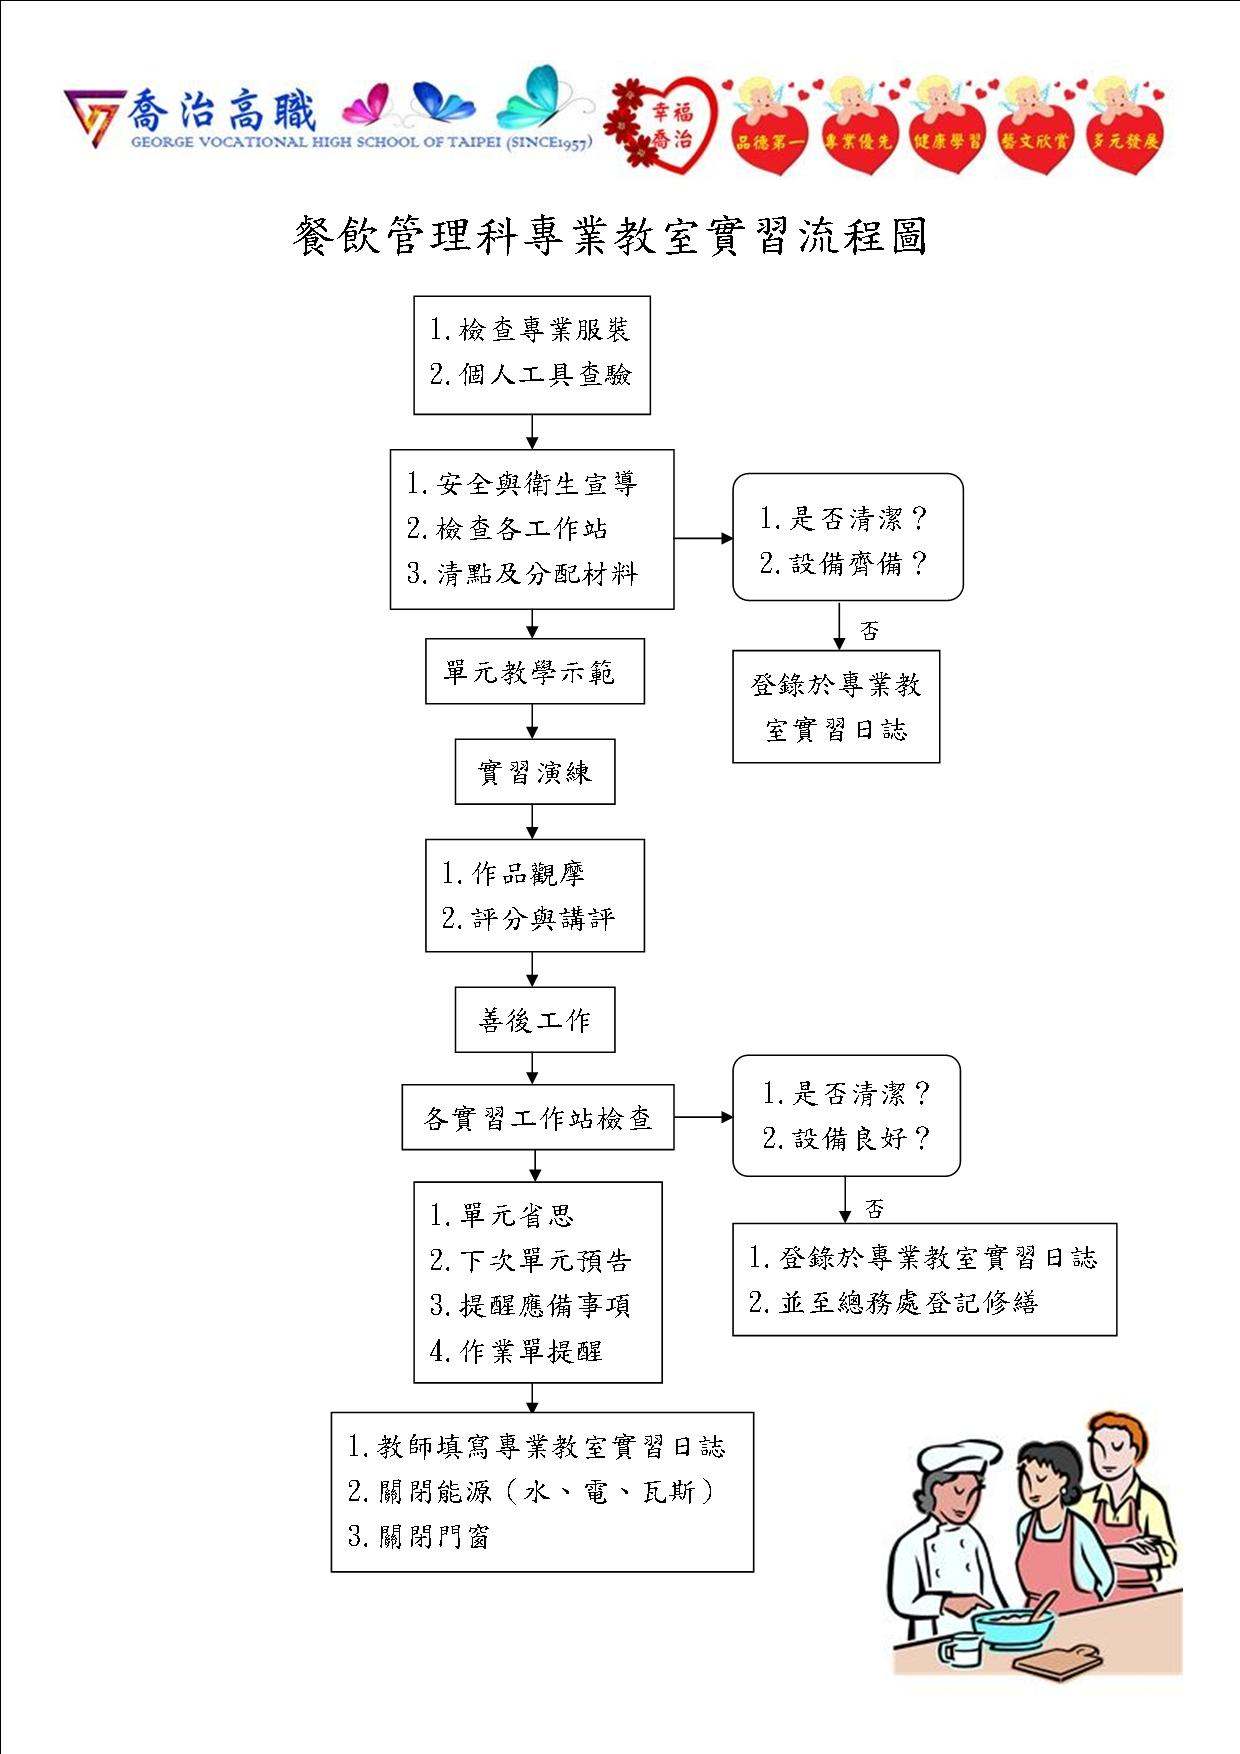 喬治高職
GEORGE VOCATIONAL HIGH SCHOOL OF TAIPEI (SINCE1957)
幸福
喬治
品德第一
專業優先
健康學習
藝文欣賞
多元發展
餐飲管理科專業教室實習流程圖
1.檢查專業服裝
2.個人工具查驗
1.安全與衛生宣導
2.檢查各工作站
3.清點及分配材料
1.是否清潔？
2.設備齊備？
否
登錄於專業教
室實習日誌
單元教學示範
實習演練
1.作品觀摩
2.評分與講評
善後工作
各實習工作站檢查
1.是否清潔？
2.設備良好？
否
1.登錄於專業教室實習日誌
2.並至總務處登記修繕
1.單元省思
2.下次單元預告
3.提醒應備事項
4.作業單提醒
1.教師填寫專業教室實習日誌
2.關閉能源（水、電、瓦斯）
3.關閉門窗